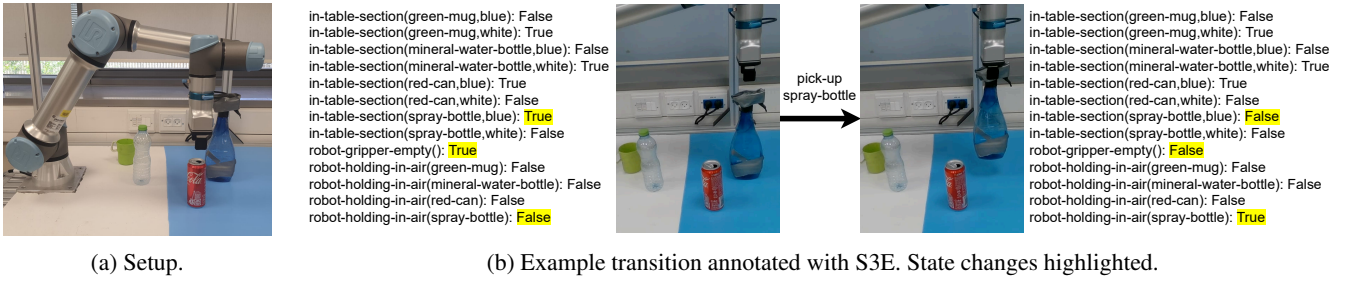 in-table-section(green-mug,blue): False
in-table-section(green-mug,white): True
in-table-section(mineral-water-bottle,blue): False
in-table-section(mineral-water-bottle,white): True
in-table-section(red-can,blue): True
in-table-section(red-can,white): False
in-table-section(spray-bottle,blue): True
in-table-section(spray-bottle,white): False
robot-gripper-empty(): True
robot-holding-in-air(green-mug): False
robot-holding-in-air(mineral-water-bottle): False
robot-holding-in-air(red-can): False
robot-holding-in-air(spray-bottle): False
pick-up
spray-bottle
in-table-section(green-mug,blue): False
in-table-section(green-mug,white): True
in-table-section(mineral-water-bottle,blue): False
in-table-section(mineral-water-bottle,white): True
in-table-section(red-can,blue): True
in-table-section(red-can,white): False
in-table-section(spray-bottle,blue): False
in-table-section(spray-bottle,white): False
robot-gripper-empty(): False
robot-holding-in-air(green-mug): False
robot-holding-in-air(mineral-water-bottle): False
robot-holding-in-air(red-can): False
robot-holding-in-air(spray-bottle): True
(a) Setup.
(b) Example transition annotated with S3E. State changes highlighted.